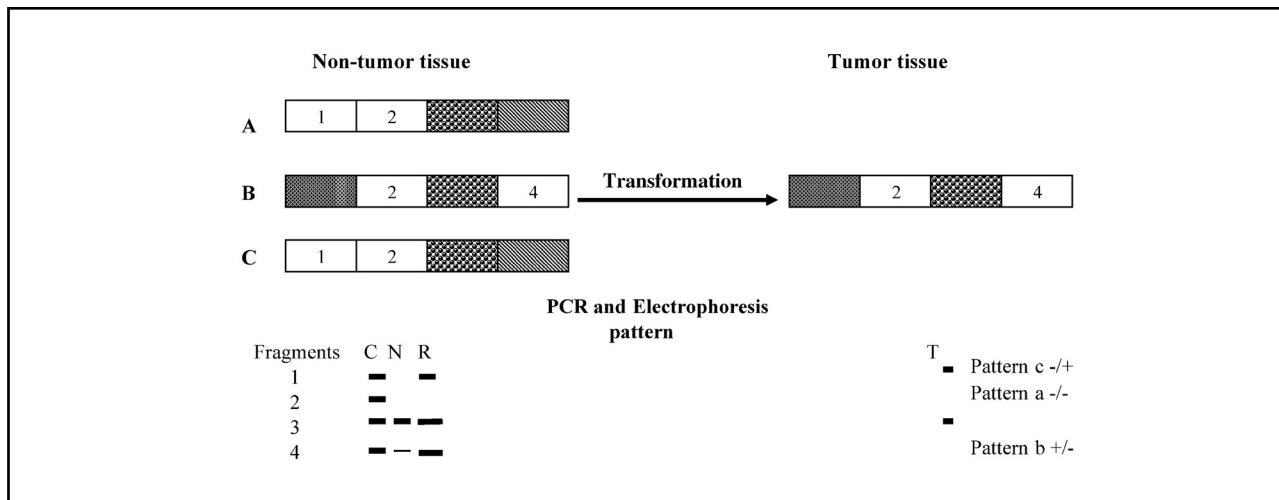 Non-tumor tissue Tumor tissue
A 1 2
B 2 4 Transformation 2 4
C 1 2
PCR and Electrophoresis
pattern
Fragments C N R T
1 Pattern c -/+
2 Pattern a -/-
3
4 Pattern b +/-